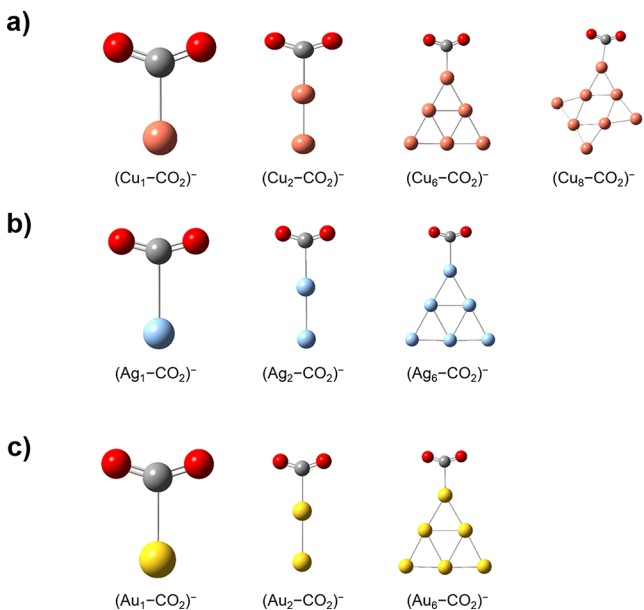 a)
(Cu₁–CO₂)⁻ (Cu₂–CO₂)⁻ (Cu₆–CO₂)⁻ (Cu₈–CO₂)⁻
b)
(Ag₁–CO₂)⁻ (Ag₂–CO₂)⁻ (Ag₆–CO₂)⁻
c)
(Au₁–CO₂)⁻ (Au₂–CO₂)⁻ (Au₆–CO₂)⁻